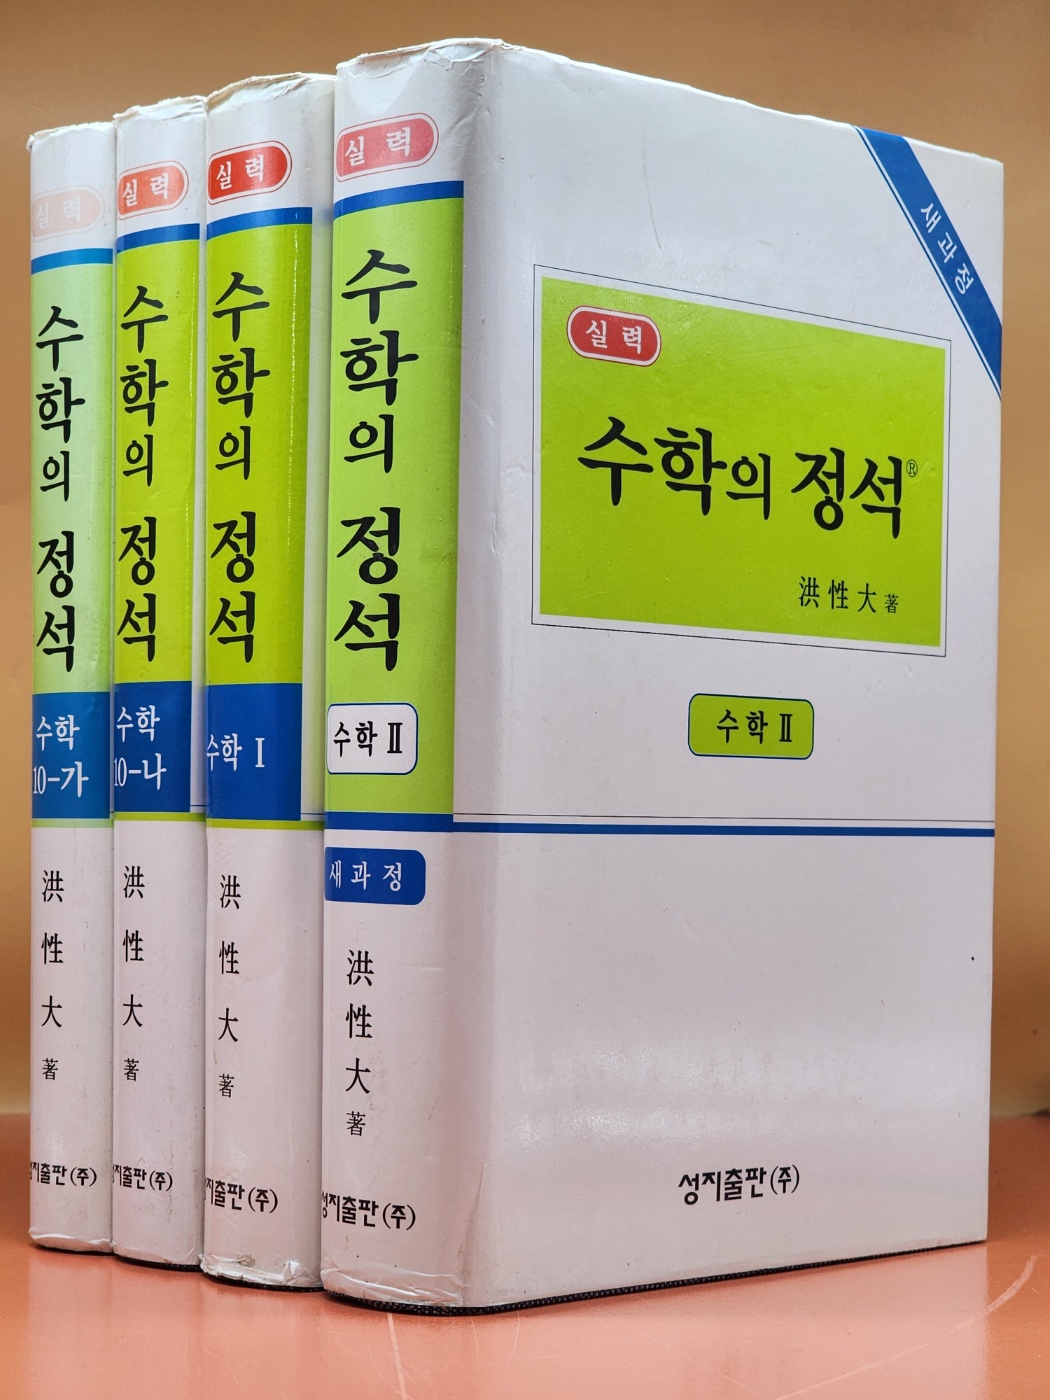 실력
수학의 정석
수학
10-가
洪性大 著
성지출판(주)
실력
수학의 정석
수학
10-나
洪性大 著
성지출판(주)
실력
수학의 정석
수학 Ⅰ
洪性大 著
성지출판(주)
실력
수학의 정석
수학 Ⅱ
새과정
洪性大 著
성지출판(주)
새과정
실력
수학의 정석®
洪性大 著
수학 Ⅱ
성지출판(주)